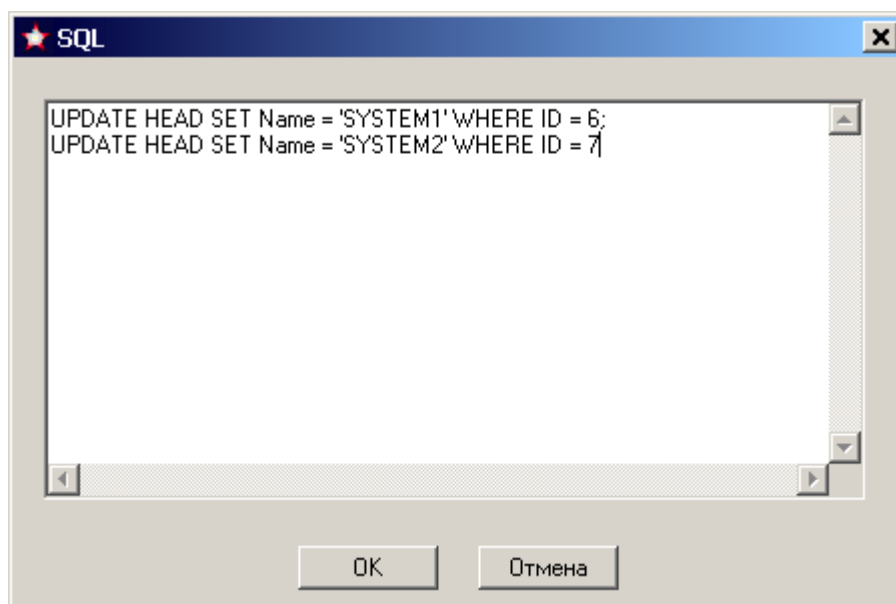 SQL
UPDATE HEAD SET Name = 'SYSTEM1' WHERE ID = 6;
UPDATE HEAD SET Name = 'SYSTEM2' WHERE ID = 7
OK
Отмена